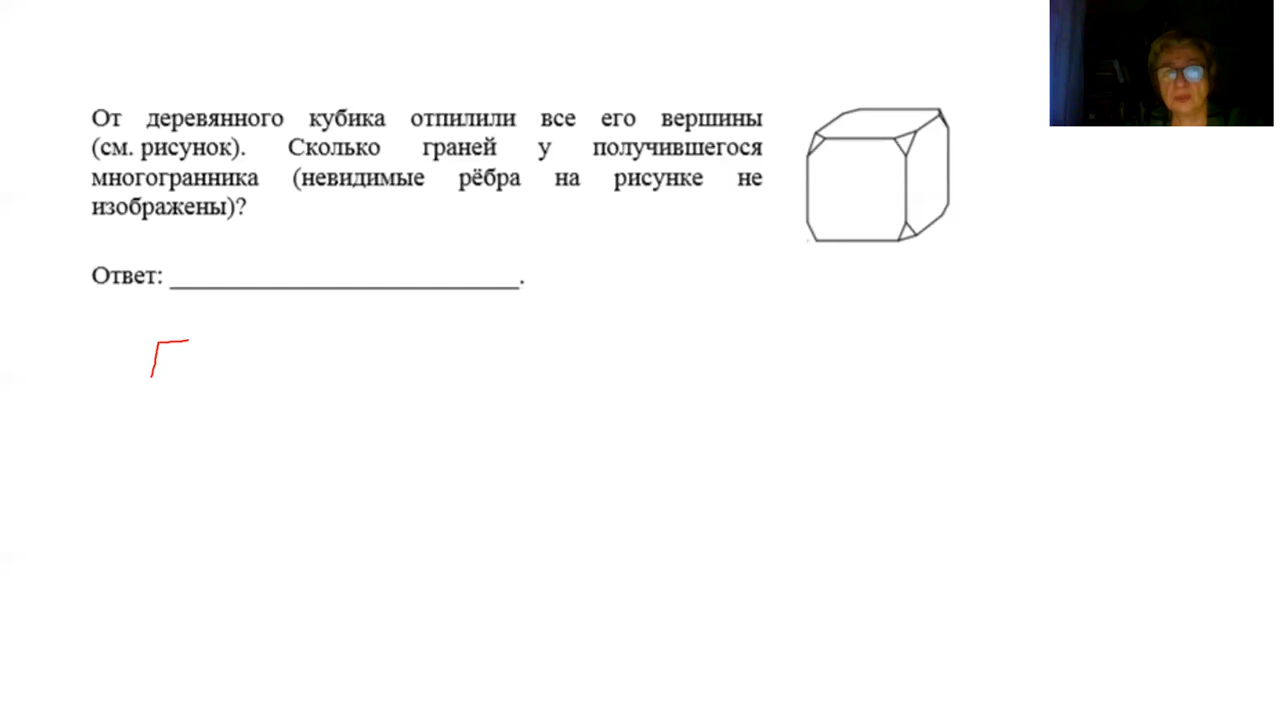 От деревянного кубика отпилили все его вершины
(см. рисунок). Сколько граней у получившегося
многогранника (невидимые рёбра на рисунке не
изображены)?
Ответ: ______________________________.
Г